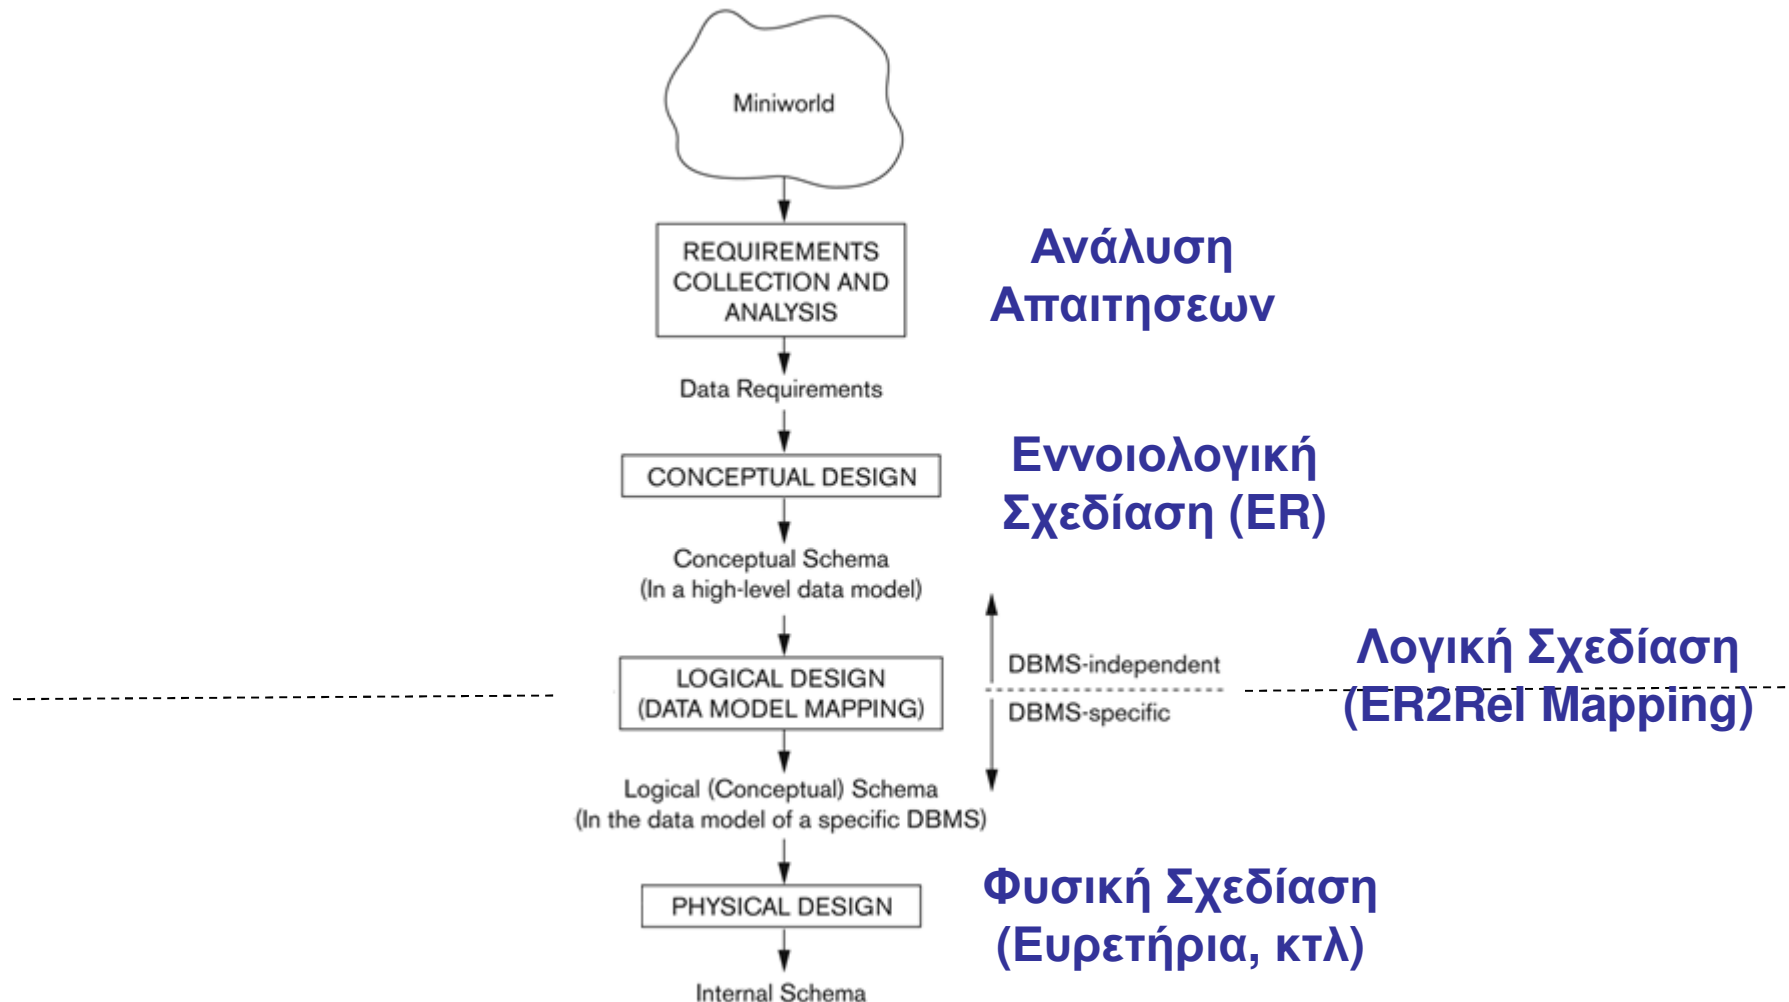 Miniworld
REQUIREMENTS
COLLECTION AND
ANALYSIS
Ανάλυση
Απαιτησεων
Data Requirements
CONCEPTUAL DESIGN
Εννοιολογική
Σχεδίαση (ER)
Conceptual Schema
(In a high-level data model)
LOGICAL DESIGN
(DATA MODEL MAPPING)
DBMS-independent
DBMS-specific
Λογική Σχεδίαση
(ER2Rel Mapping)
Logical (Conceptual) Schema
(In the data model of a specific DBMS)
PHYSICAL DESIGN
Φυσική Σχεδίαση
(Ευρετήρια, κτλ)
Internal Schema